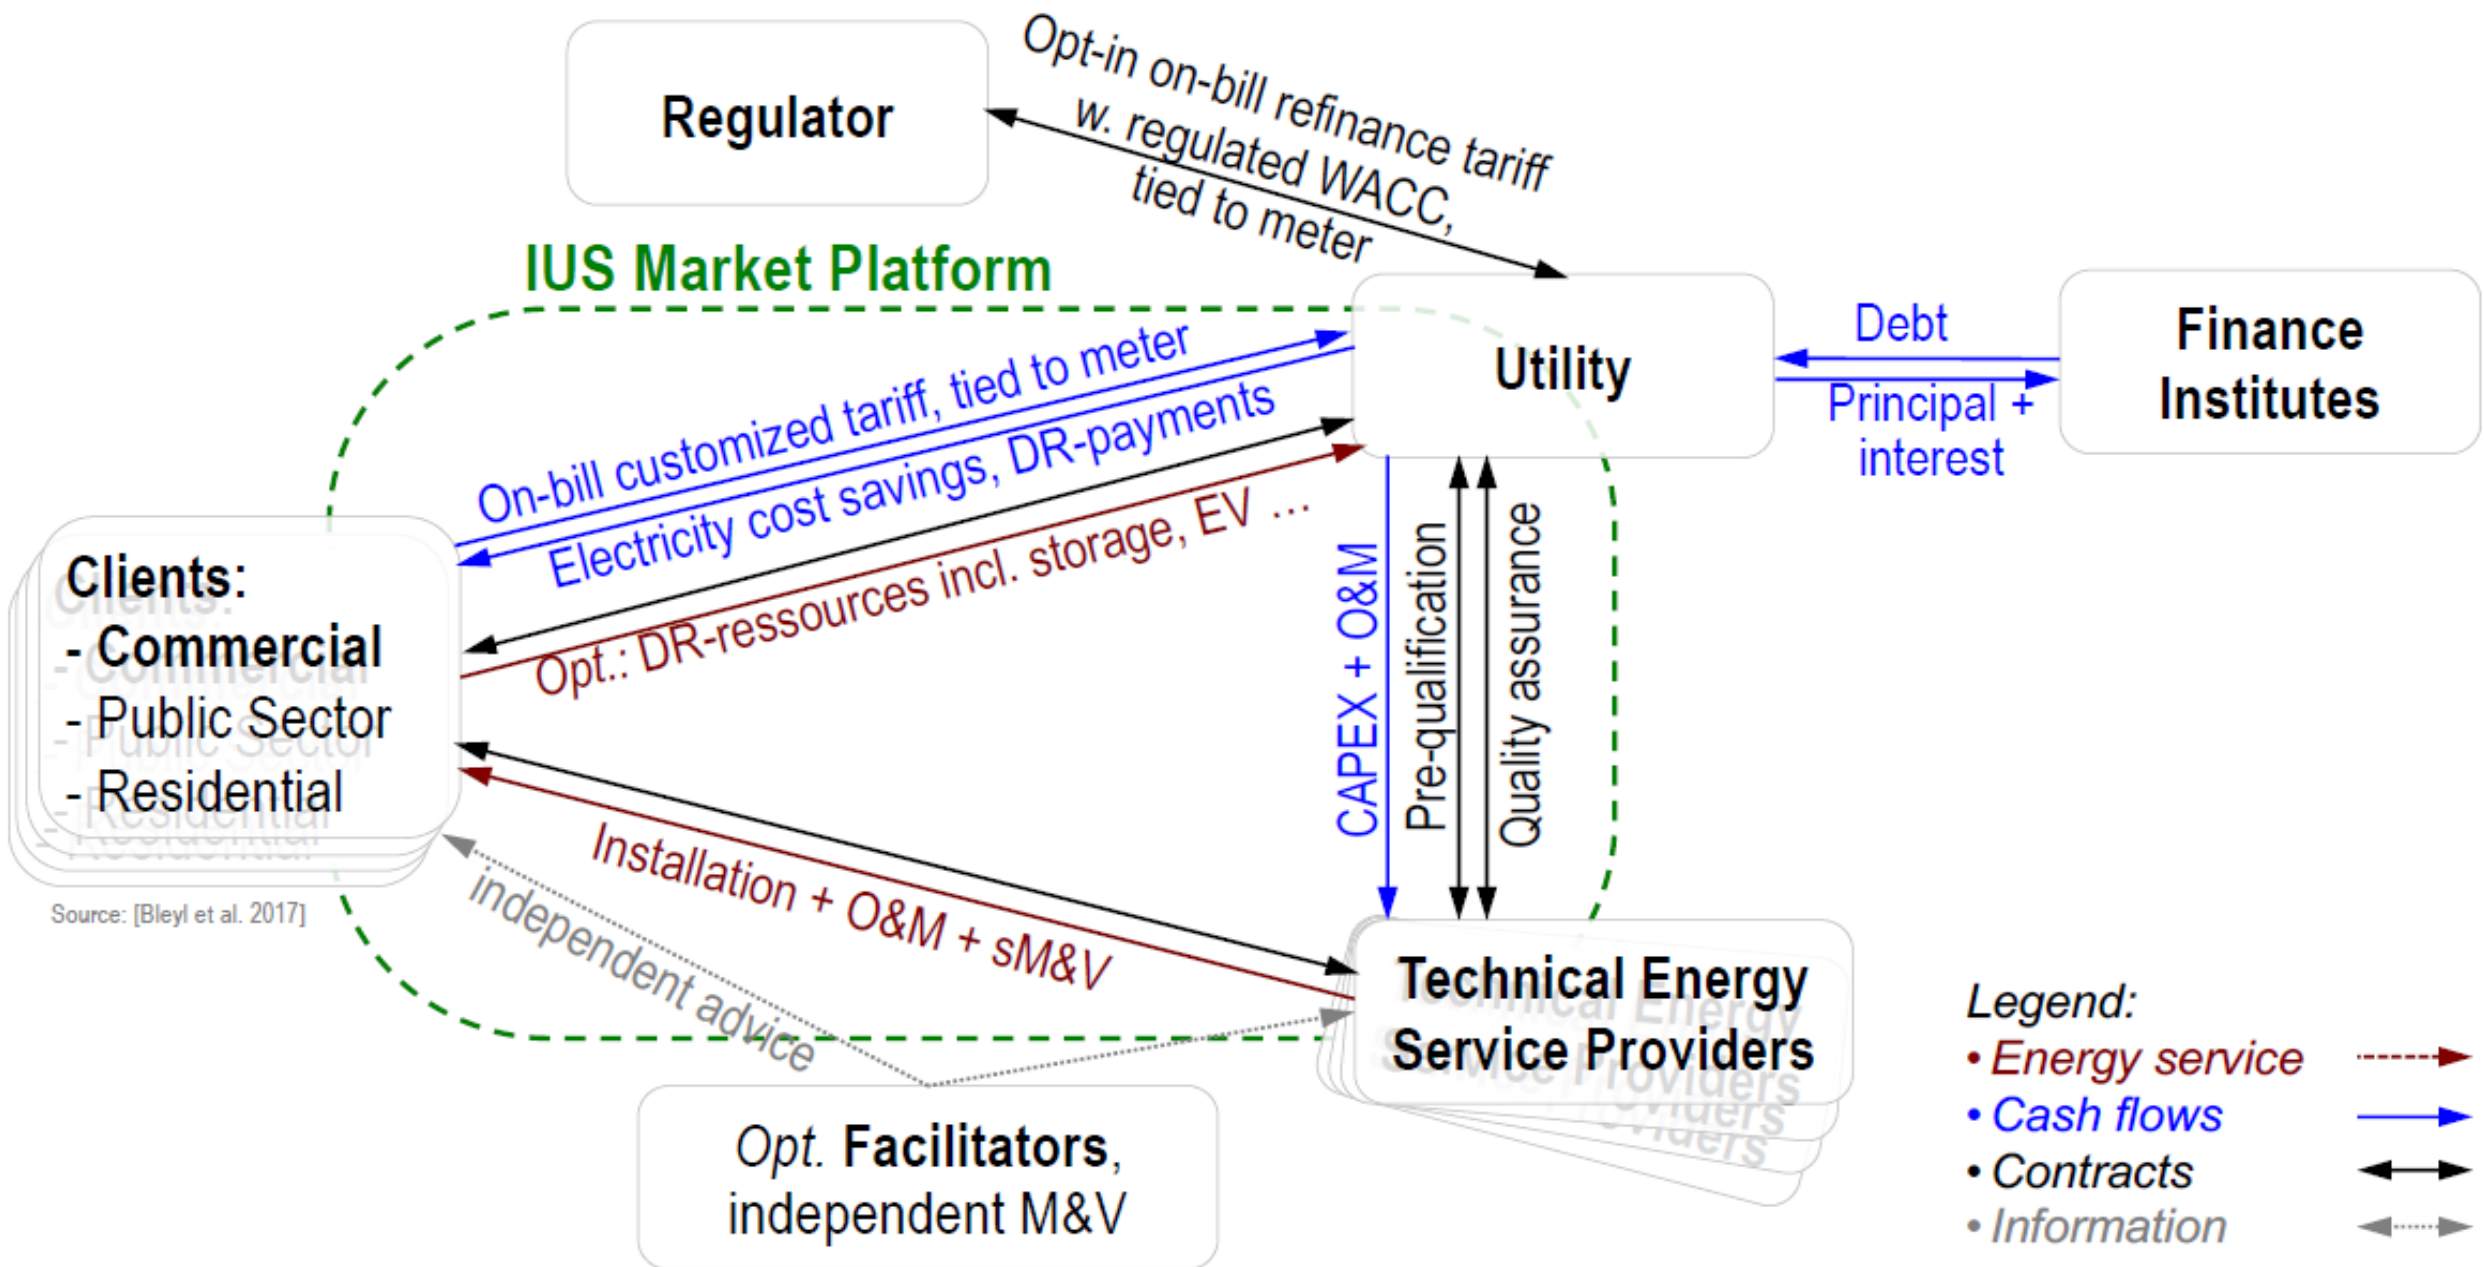 Regulator
Opt-in on-bill refinance tariff
w. regulated WACC,
tied to meter
IUS Market Platform
Utility
Debt
Principal +
interest
Finance
Institutes
On-bill customized tariff, tied to meter
Electricity cost savings, DR-payments
Opt.: DR-ressources incl. storage, EV ...
Clients:
- Commercial
- Public Sector
- Residential
Source: [Bleyl et al. 2017]
CAPEX + O&M
Pre-qualification
Quality assurance
Installation + O&M + sM&V
independent advice
Technical Energy
Service Providers
Opt. Facilitators,
independent M&V
Legend:
• Energy service
• Cash flows
• Contracts
• Information